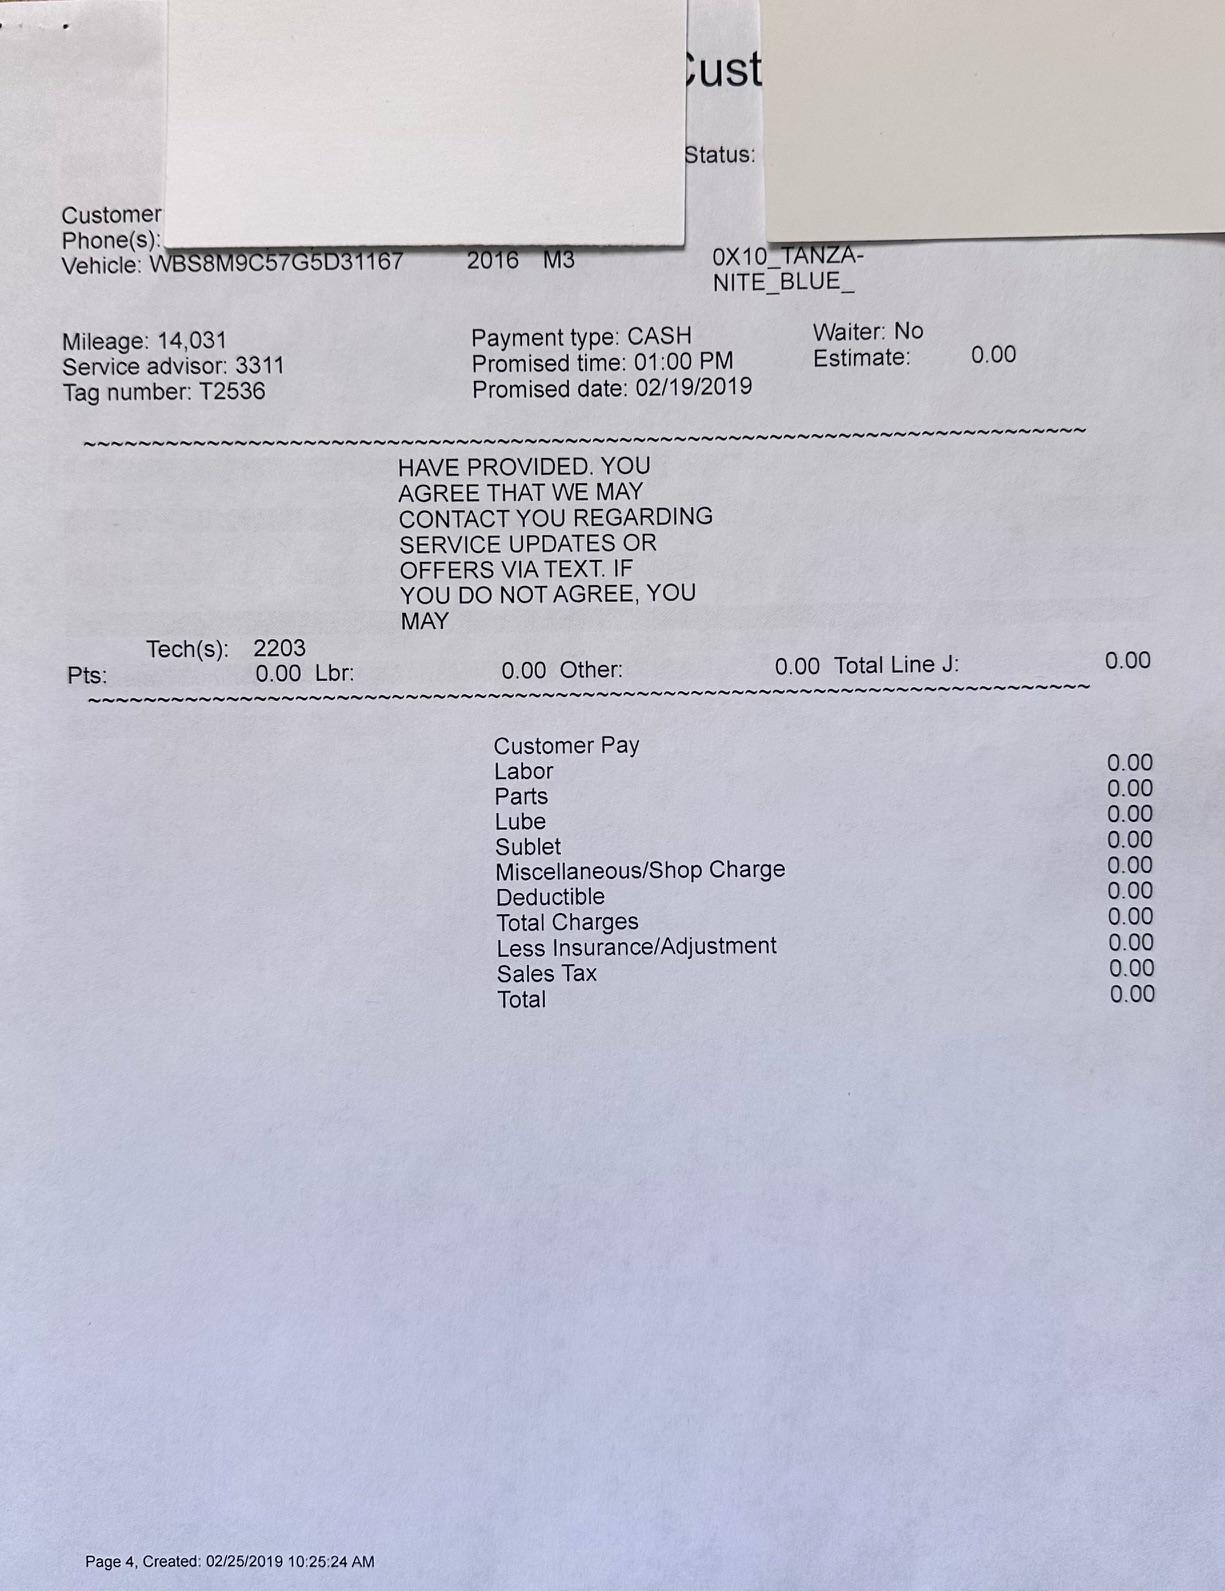 Cust
Status:
Customer
Phone(s):
Vehicle: WBS8M9C57G5D31167 2016 M3 0X10_TANZA-
NITE_BLUE_
Mileage: 14,031 Payment type: CASH Waiter: No
Service advisor: 3311 Promised time: 01:00 PM Estimate: 0.00
Tag number: T2536 Promised date: 02/19/2019
HAVE PROVIDED. YOU
AGREE THAT WE MAY
CONTACT YOU REGARDING
SERVICE UPDATES OR
OFFERS VIA TEXT. IF
YOU DO NOT AGREE, YOU
MAY
Tech(s): 2203
Pts: 0.00 Lbr: 0.00 Other: 0.00 Total Line J: 0.00
Customer Pay
Labor 0.00
Parts 0.00
Lube 0.00
Sublet 0.00
Miscellaneous/Shop Charge 0.00
Deductible 0.00
Total Charges 0.00
Less Insurance/Adjustment 0.00
Sales Tax 0.00
Total 0.00
Page 4, Created: 02/25/2019 10:25:24 AM